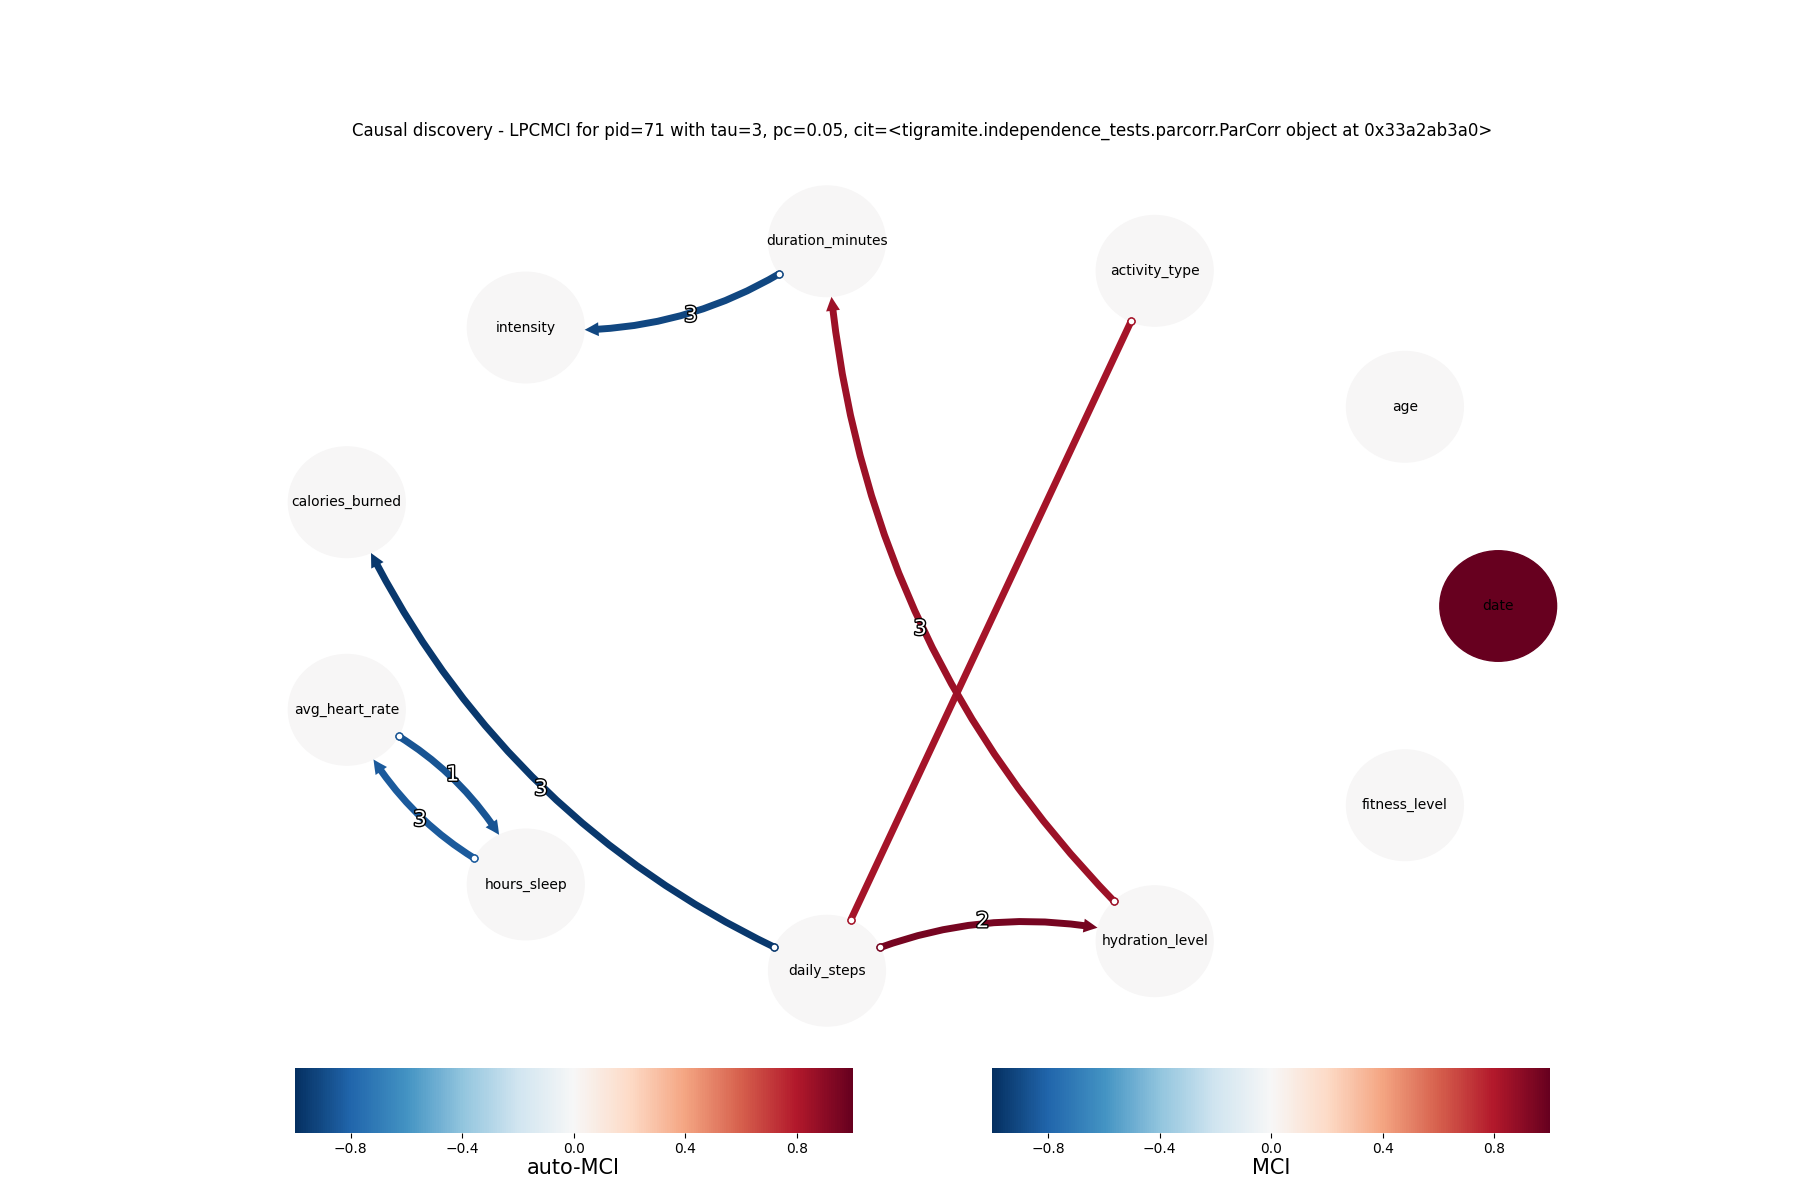 Causal discovery - LPCMCI for pid=71 with tau=3, pc=0.05, cit=<tigramite.independence_tests.parcorr.ParCorr object at 0x33a2ab3a0>
duration_minutes
activity_type
intensity
3
age
calories_burned
date
3
avg_heart_rate
1
3
3
fitness_level
hours_sleep
2
hydration_level
daily_steps
−0.8 −0.4 0.0 0.4 0.8
auto-MCI
−0.8 −0.4 0.0 0.4 0.8
MCI